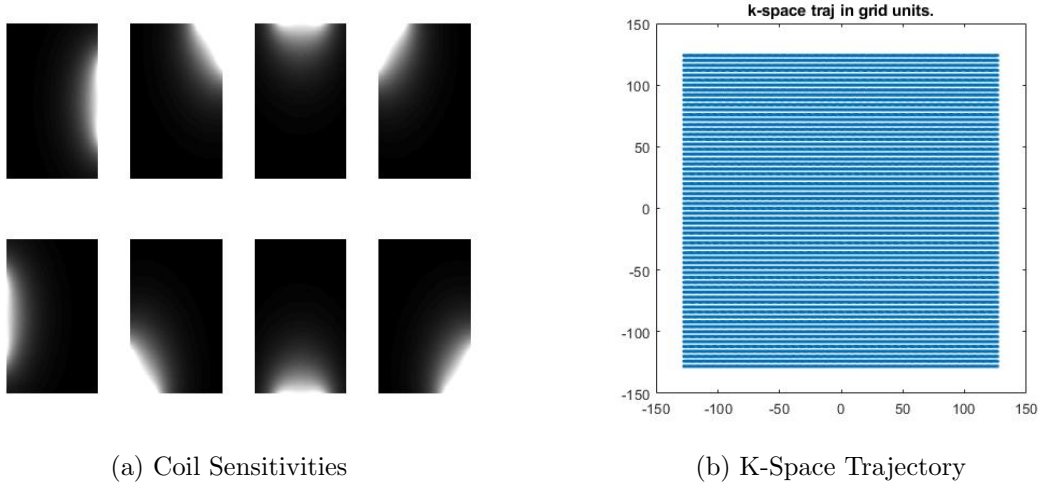 k-space traj in grid units.
150
100
50
0
-50
-100
-150
-150 -100 -50 0 50 100 150
(a) Coil Sensitivities
(b) K-Space Trajectory